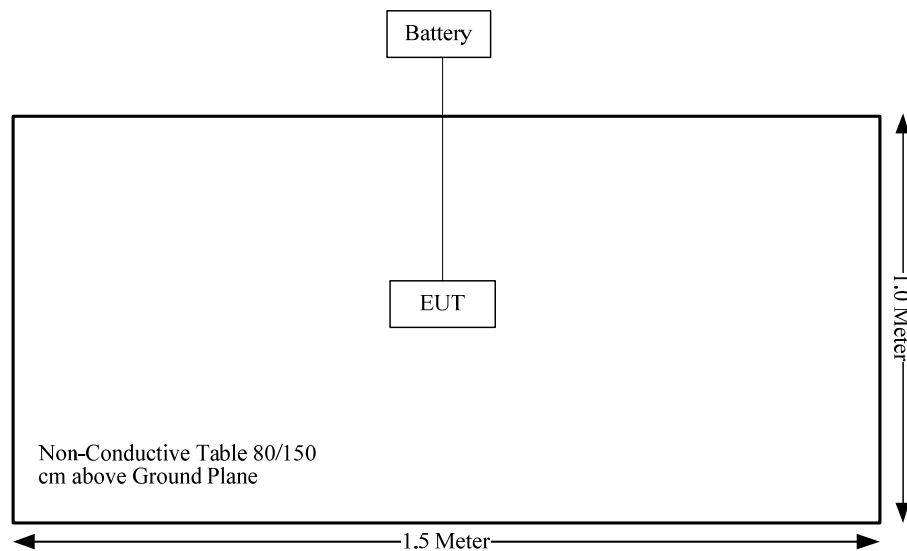 Battery
EUT
1.0 Meter
Non-Conductive Table 80/150
cm above Ground Plane
1.5 Meter